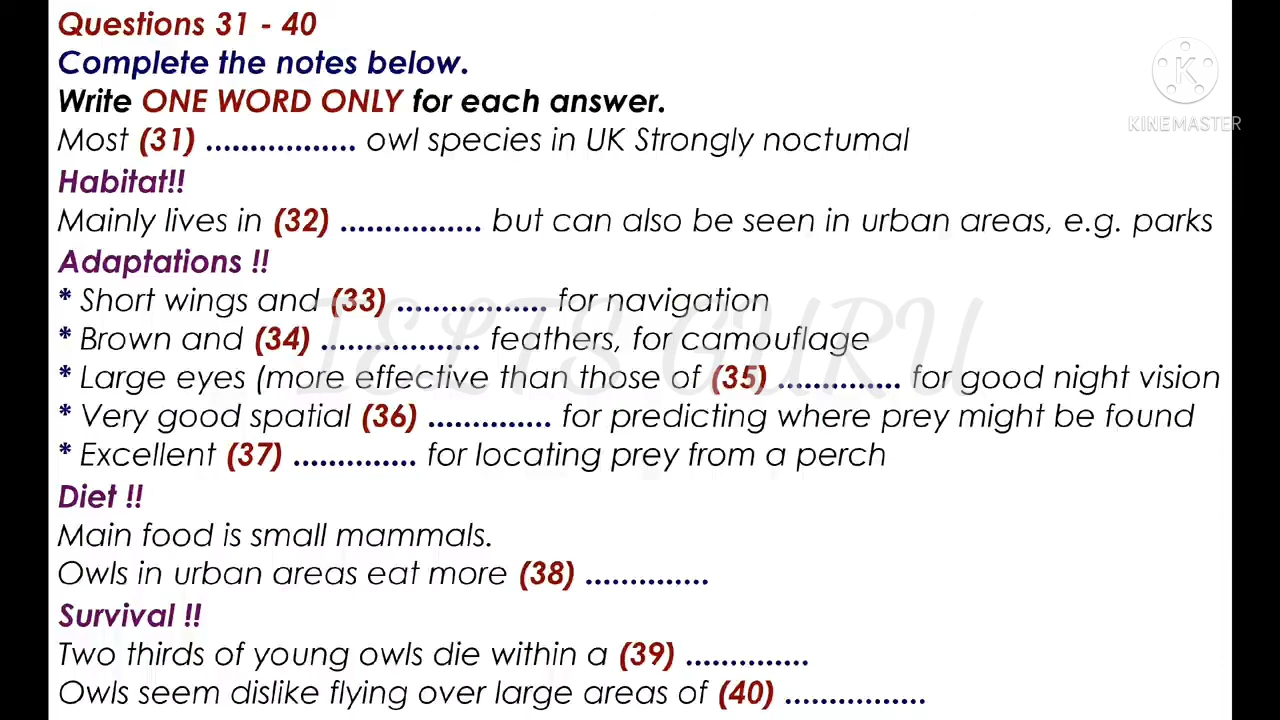 Questions 31 - 40
KINEMASTER
Complete the notes below.
Write ONE WORD ONLY for each answer.
Most (31) ................. owl species in UK Strongly noctumal
Habitat!!
Mainly lives in (32) ................ but can also be seen in urban areas, e.g. parks
Adaptations !!
* Short wings and (33) ................. for navigation
* Brown and (34) .................. feathers, for camouflage
* Large eyes (more effective than those of (35) .............. for good night vision
* Very good spatial (36) .............. for predicting where prey might be found
* Excellent (37) .............. for locating prey from a perch
IELTS GURU
Diet !!
Main food is small mammals.
Owls in urban areas eat more (38) ..............
Survival !!
Two thirds of young owls die within a (39) ..............
Owls seem dislike flying over large areas of (40) ................